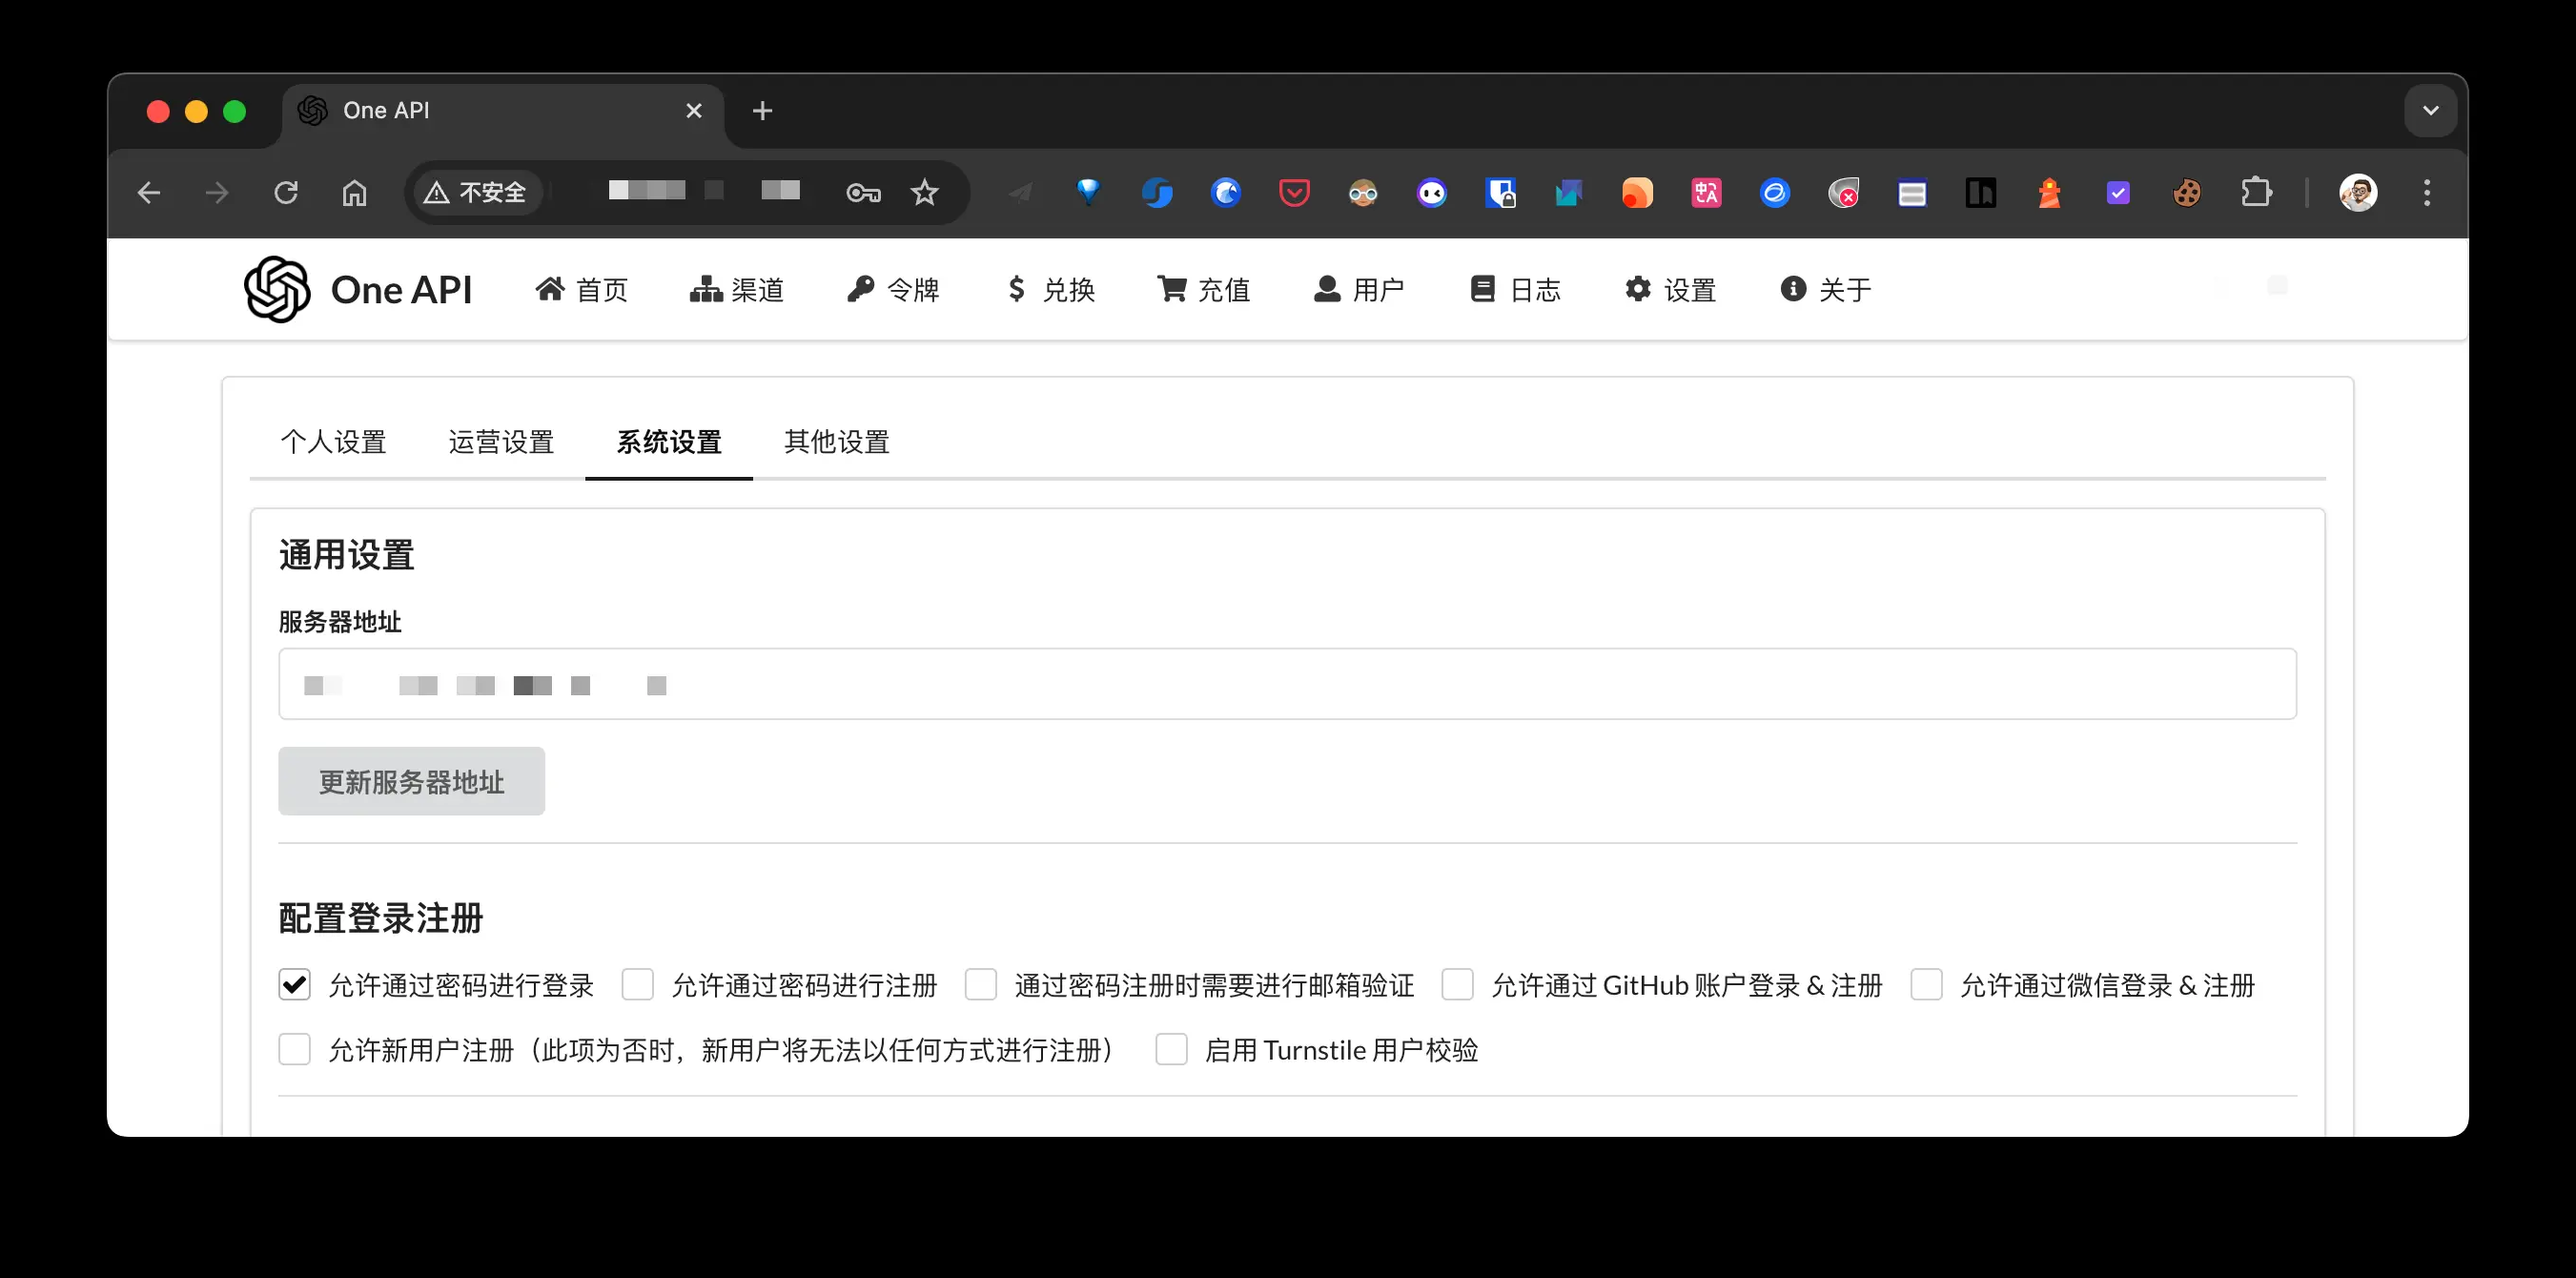 One API
不安全
One API 首页 渠道 令牌 兑换 充值 用户 日志 设置 关于
个人设置 运营设置 系统设置 其他设置
通用设置
服务器地址
更新服务器地址
配置登录注册
允许通过密码进行登录 允许通过密码进行注册 通过密码注册时需要进行邮箱验证 允许通过 GitHub 账户登录 & 注册 允许通过微信登录 & 注册
允许新用户注册（此项为否时，新用户将无法以任何方式进行注册） 启用 Turnstile 用户校验